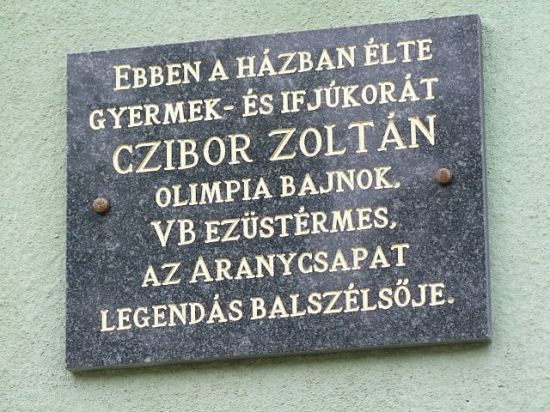 Ebben a házban élte
gyermek- és ifjúkorát
CZIBOR ZOLTÁN
olimpia bajnok,
VB ezüstérmes,
az Aranycsapat
legendás balszélsője.